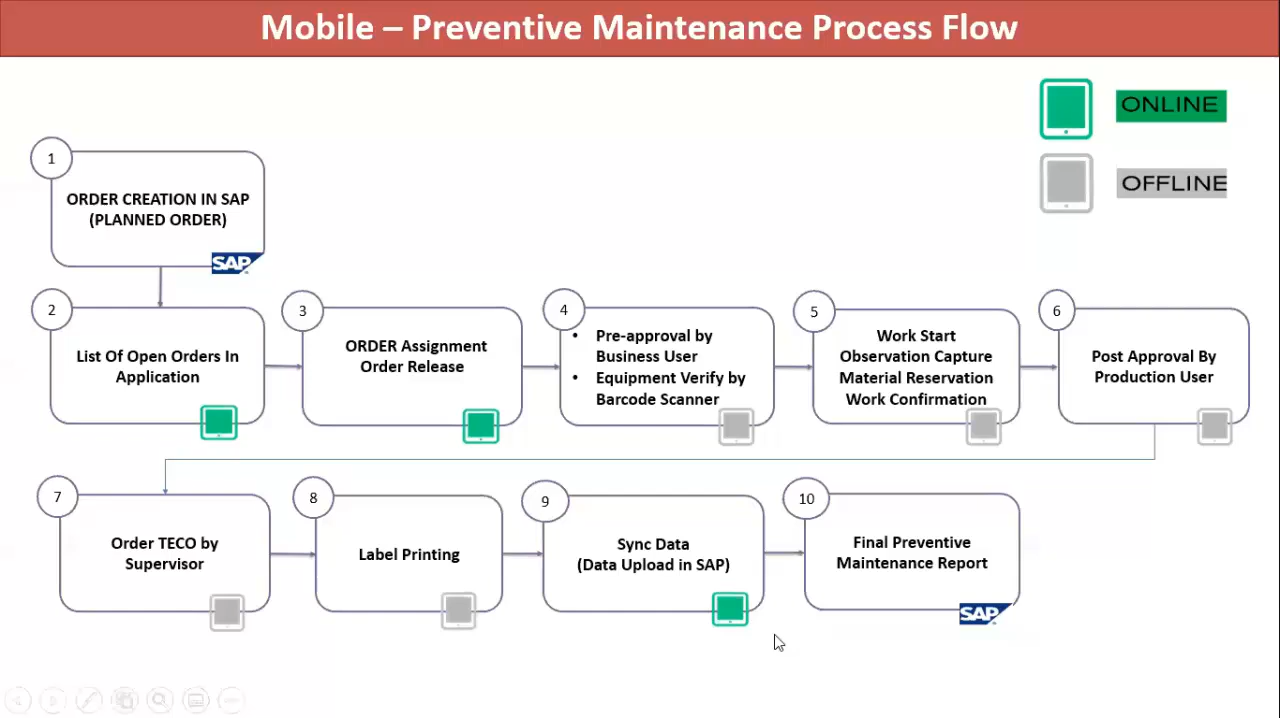 Mobile – Preventive Maintenance Process Flow
ONLINE
OFFLINE
1
ORDER CREATION IN SAP
(PLANNED ORDER)
SAP
2
List Of Open Orders In
Application
3
ORDER Assignment
Order Release
4
• Pre-approval by
Business User
• Equipment Verify by
Barcode Scanner
5
Work Start
Observation Capture
Material Reservation
Work Confirmation
6
Post Approval By
Production User
7
Order TECO by
Supervisor
8
Label Printing
9
Sync Data
(Data Upload in SAP)
10
Final Preventive
Maintenance Report
SAP